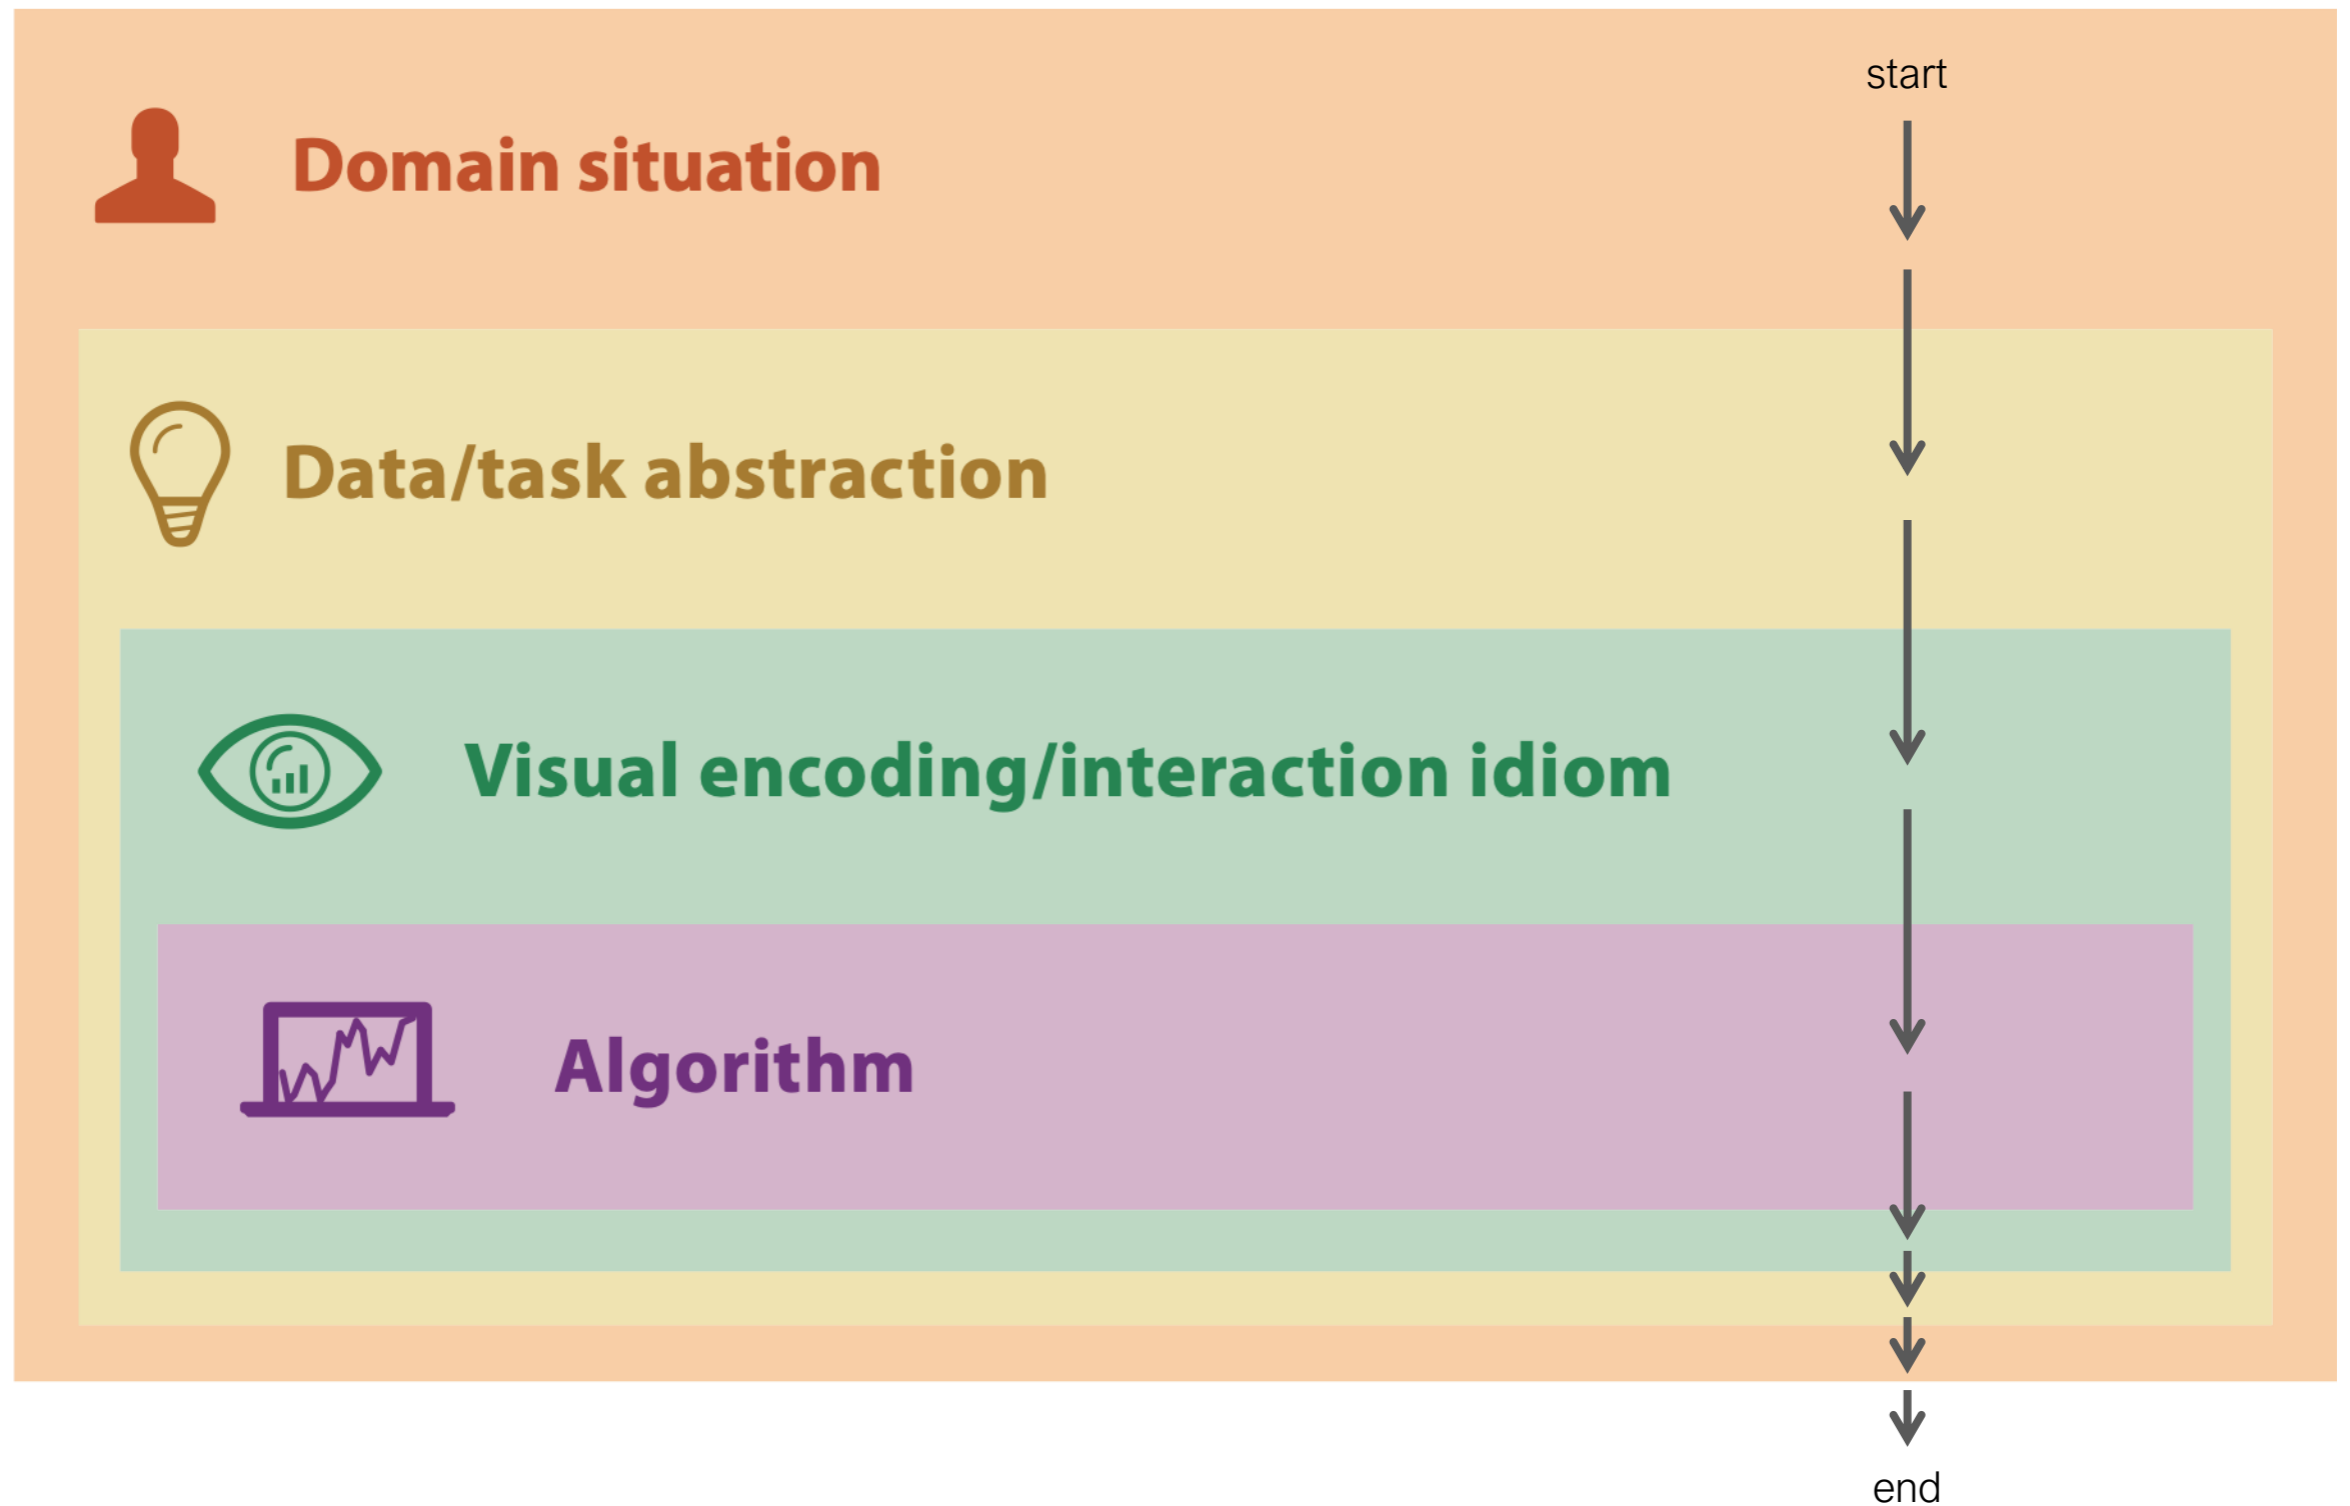 start
Domain situation
Data/task abstraction
Visual encoding/interaction idiom
Algorithm
end